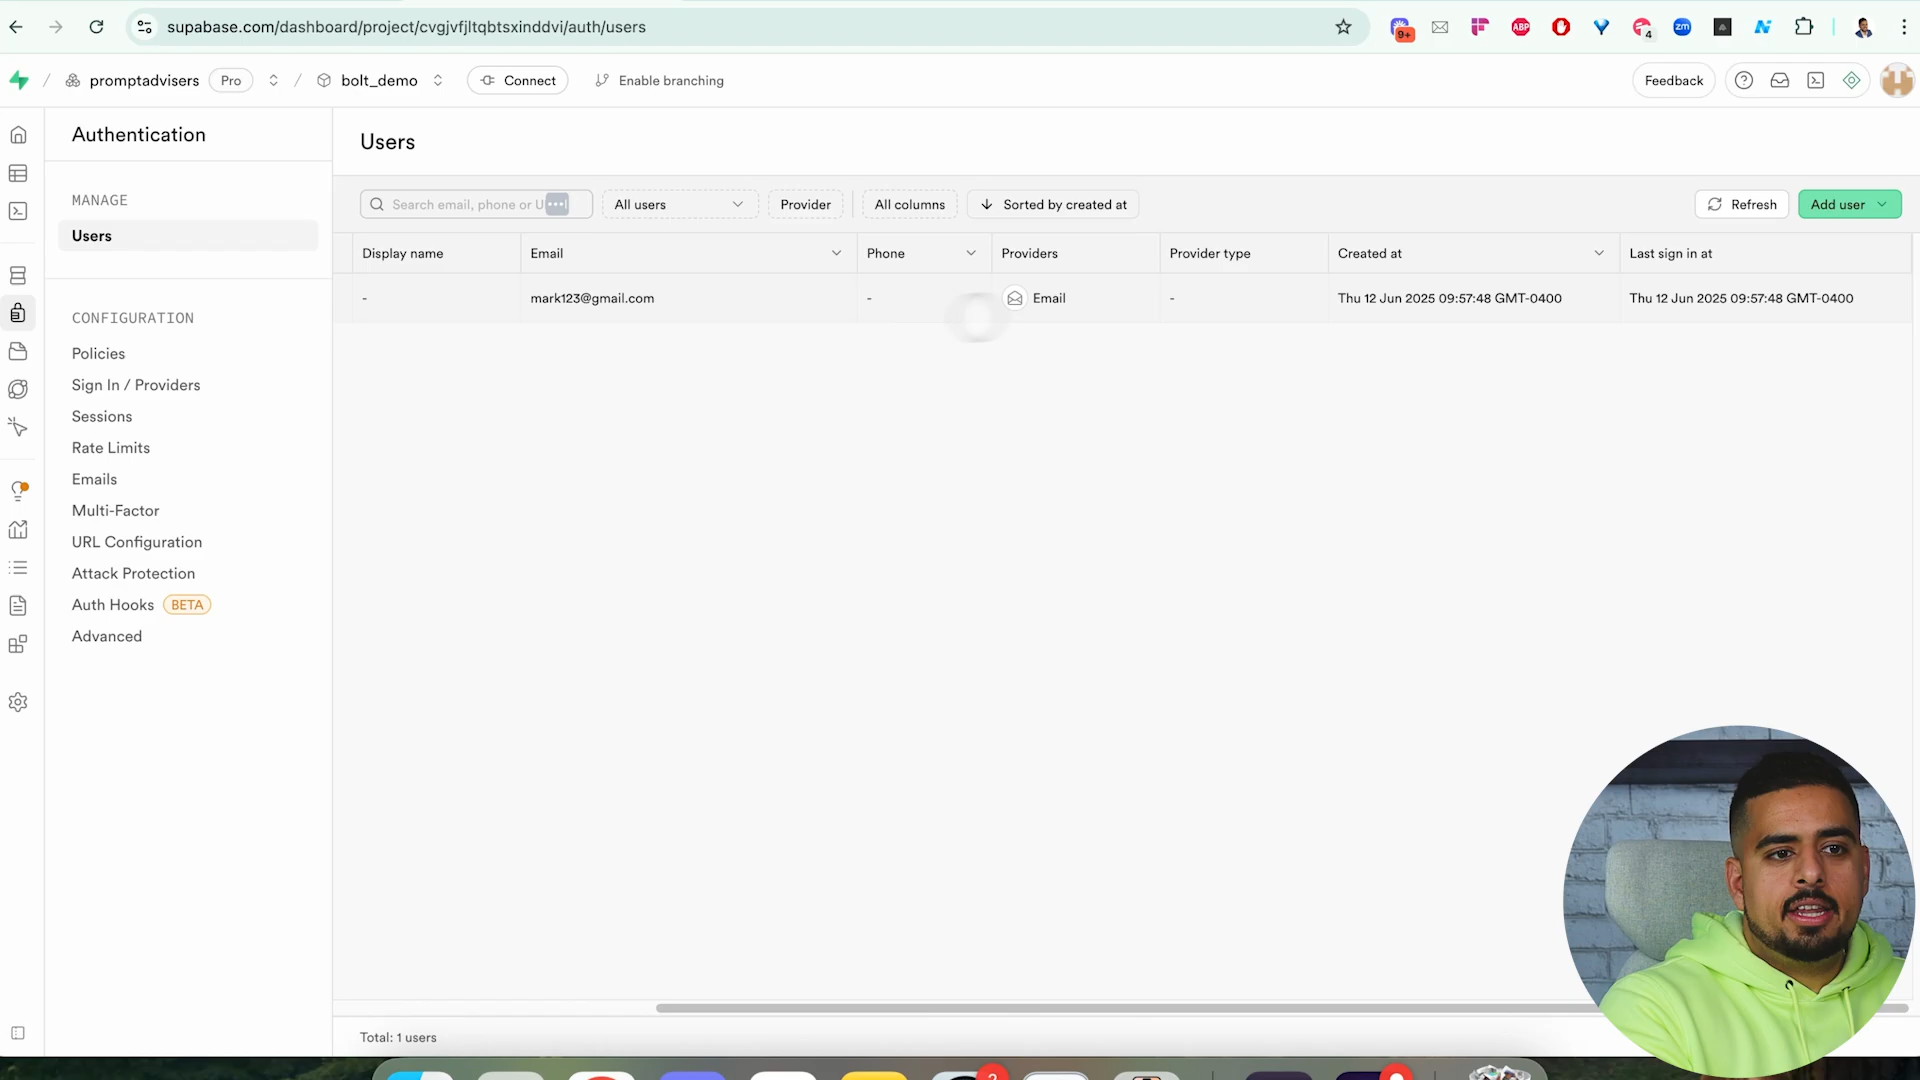 supabase.com/dashboard/project/cvgjvfjltqbtsxinddvi/auth/users
9+
ABP
4
zm
promptadvisers
Pro
bolt_demo
Connect
Enable branching
Feedback
Authentication
MANAGE
Users
CONFIGURATION
Policies
Sign In / Providers
Sessions
Rate Limits
Emails
Multi-Factor
URL Configuration
Attack Protection
Auth Hooks BETA
Advanced
Users
Search email, phone or U
All users
Provider
All columns
Sorted by created at
Refresh
Add user
Display name Email Phone Providers Provider type Created at Last sign in at
- mark123@gmail.com - Email - Thu 12 Jun 2025 09:57:48 GMT-0400 Thu 12 Jun 2025 09:57:48 GMT-0400
Total: 1 users